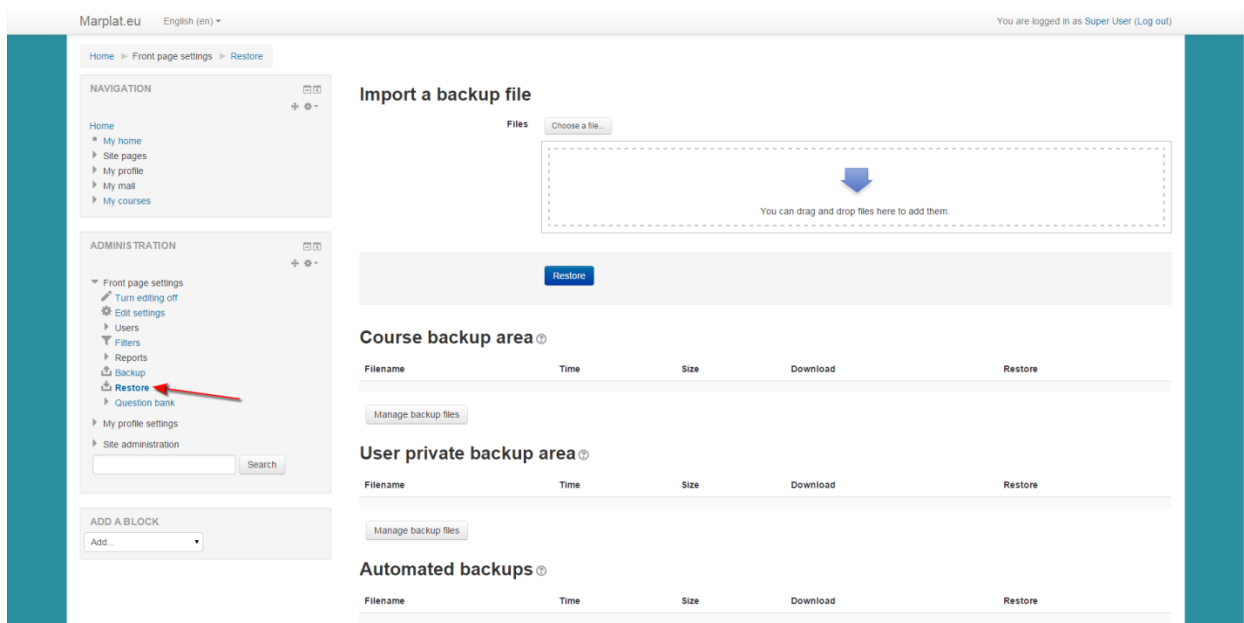 Marplat.eu English (en)
You are logged in as Super User (Log out)
Home Front page settings Restore
NAVIGATION
Home
My home
Site pages
My profile
My mail
My courses
ADMINISTRATION
Front page settings
Turn editing off
Edit settings
Users
Filters
Reports
Backup
Restore
Question bank
My profile settings
Site administration
Search
ADD A BLOCK
Add...
Import a backup file
Files Choose a file...
You can drag and drop files here to add them.
Restore
Course backup area
Filename Time Size Download Restore
Manage backup files
User private backup area
Filename Time Size Download Restore
Manage backup files
Automated backups
Filename Time Size Download Restore